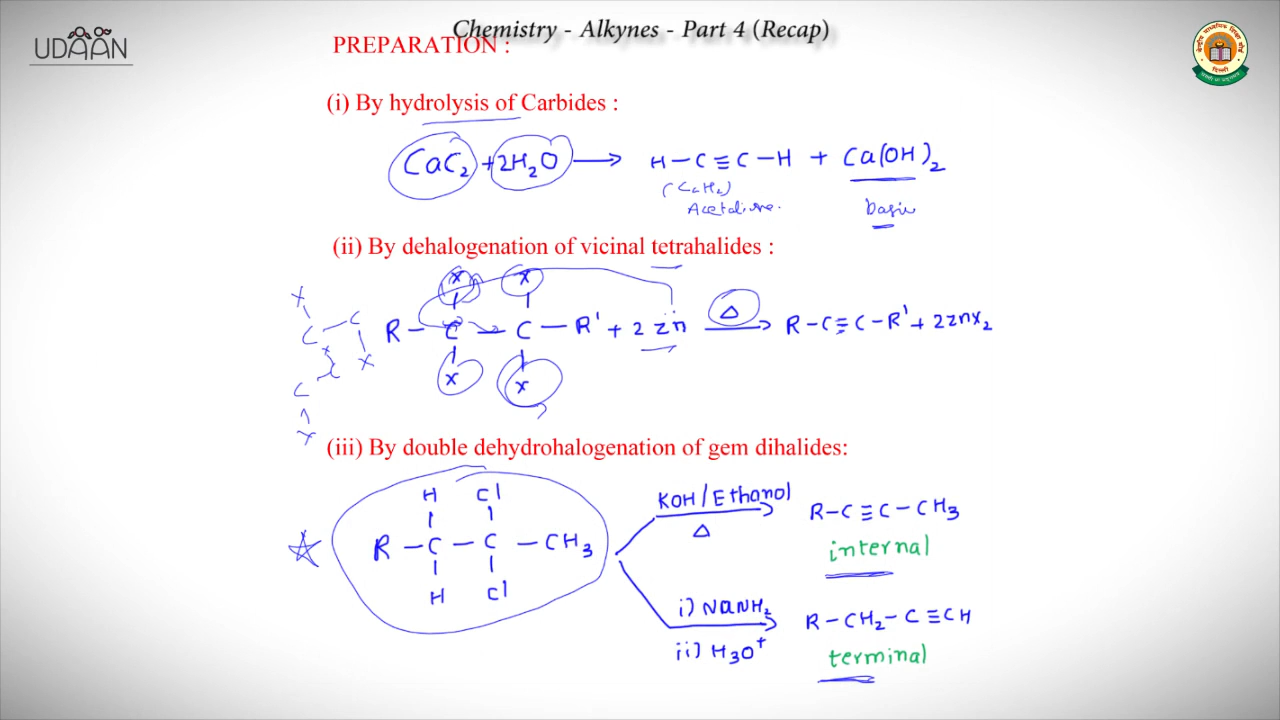 Chemistry - Alkynes - Part 4 (Recap)
UDAAN
PREPARATION :
(i) By hydrolysis of Carbides :
CaC₂ + 2H₂O ⟶ H-C≡C-H + Ca(OH)₂
(C₂H₂)
basic
(ii) By dehalogenation of vicinal tetrahalides :
X X
X
C C R-C-C-R' + 2 Zn Δ⟶ R-C≡C-R' + 2ZnX₂
X
X X
C
X
(iii) By double dehydrohalogenation of gem dihalides:
H Cl
KOH/Ethanol
R-C≡C-CH₃
R-C-C-CH₃
Δ
internal
H Cl
i) NaNH₂
R-CH₂-C≡CH
ii) H₃O⁺
terminal